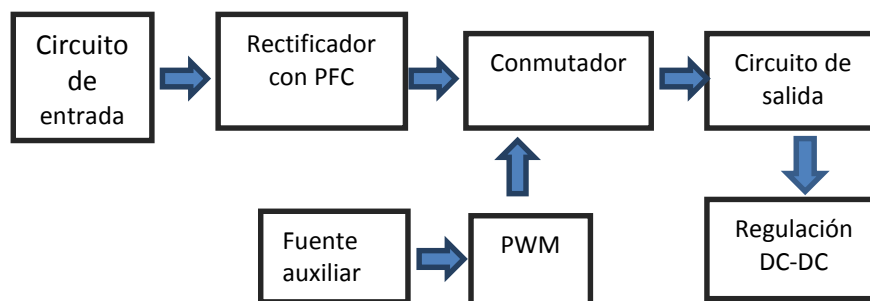 Circuito
de
entrada
Rectificador
con PFC
Conmutador
Circuito de
salida
Fuente
auxiliar
PWM
Regulación
DC-DC